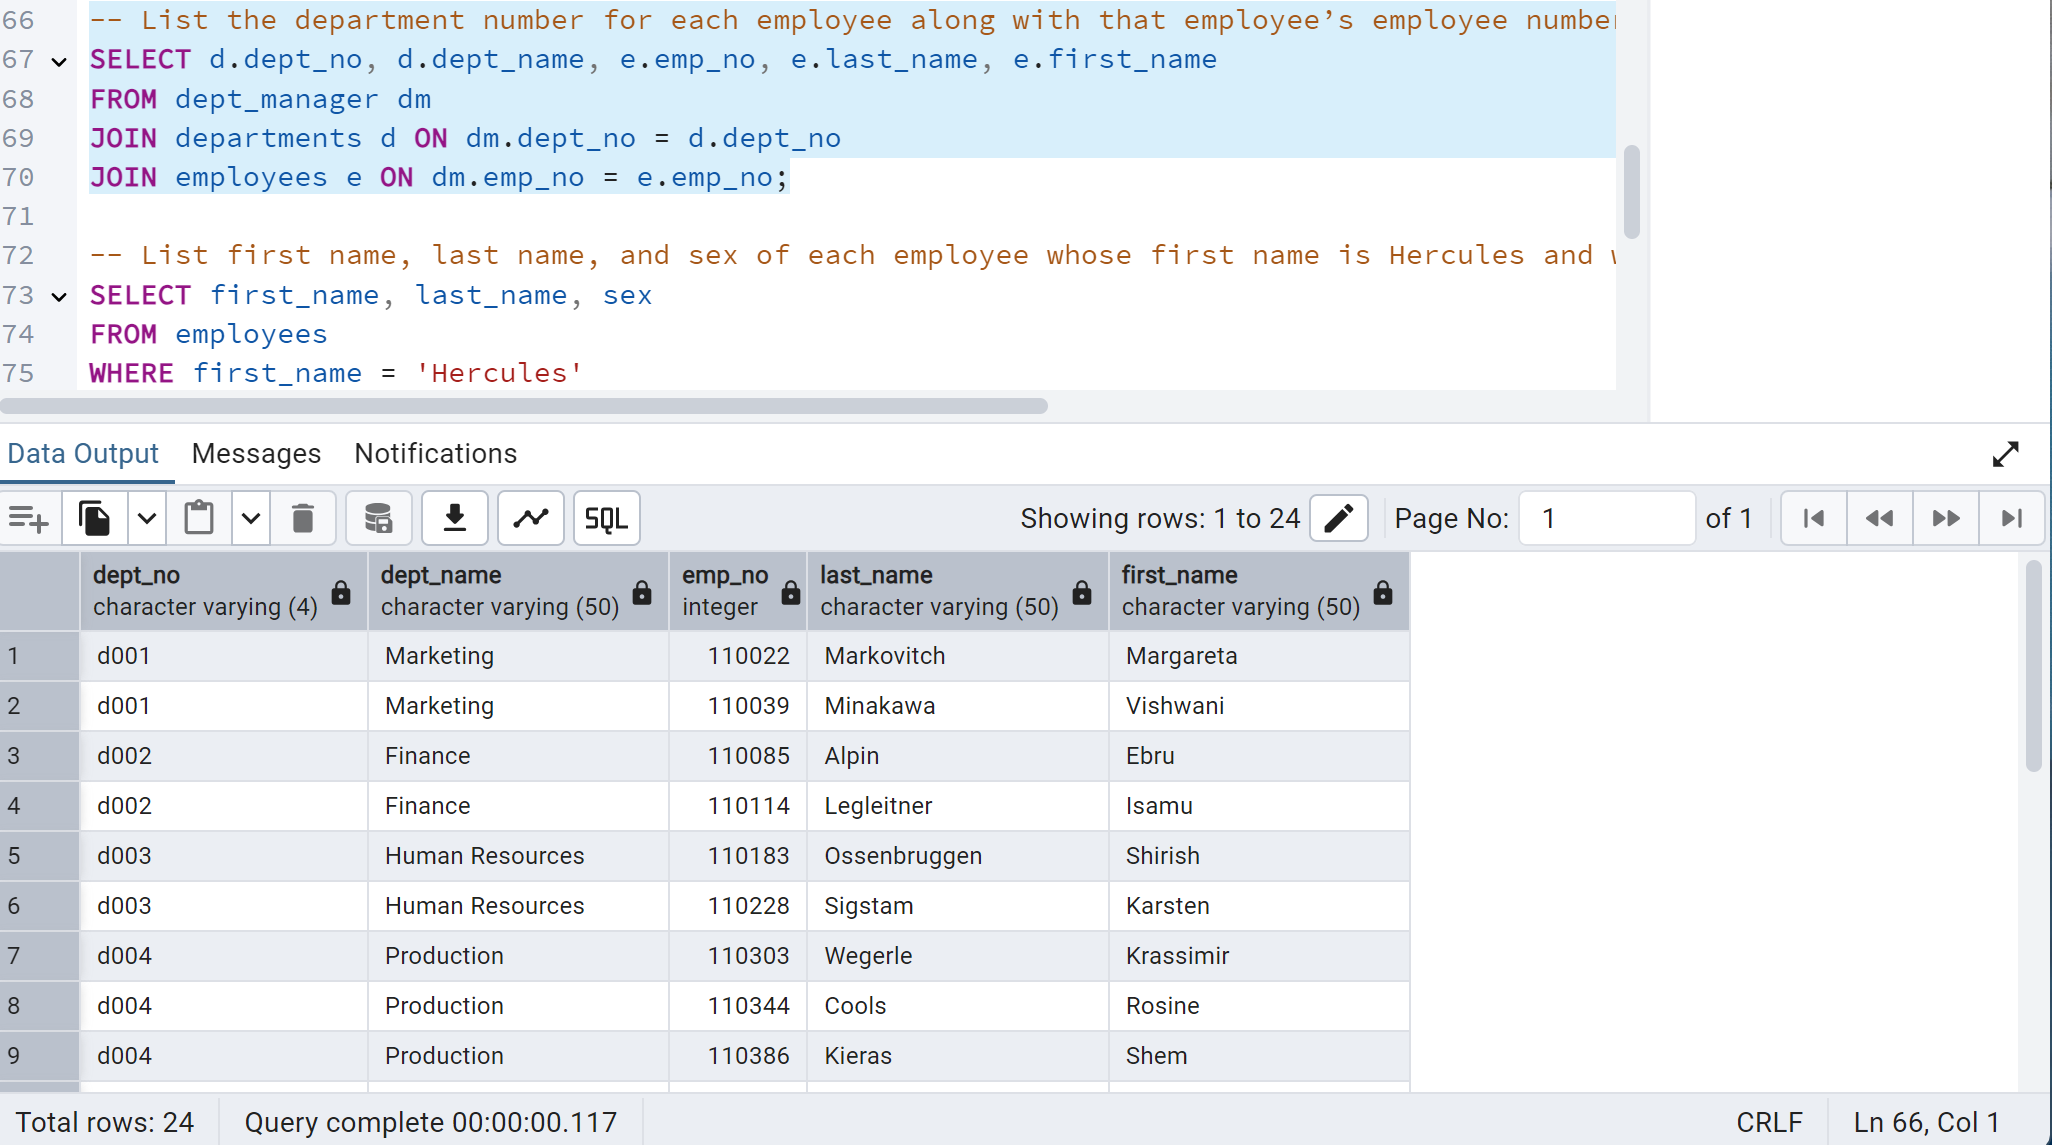 66 -- List the department number for each employee along with that employee’s employee number
67 SELECT d.dept_no, d.dept_name, e.emp_no, e.last_name, e.first_name
68 FROM dept_manager dm
69 JOIN departments d ON dm.dept_no = d.dept_no
70 JOIN employees e ON dm.emp_no = e.emp_no;
71
72 -- List first name, last name, and sex of each employee whose first name is Hercules and
73 SELECT first_name, last_name, sex
74 FROM employees
75 WHERE first_name = 'Hercules'
Data Output Messages Notifications
SQL Showing rows: 1 to 24 Page No: 1 of 1
dept_no dept_name emp_no last_name first_name
character varying (4) character varying (50) integer character varying (50) character varying (50)
1 d001 Marketing 110022 Markovitch Margareta
2 d001 Marketing 110039 Minakawa Vishwani
3 d002 Finance 110085 Alpin Ebru
4 d002 Finance 110114 Legleitner Isamu
5 d003 Human Resources 110183 Ossenbruggen Shirish
6 d003 Human Resources 110228 Sigstam Karsten
7 d004 Production 110303 Wegerle Krassimir
8 d004 Production 110344 Cools Rosine
9 d004 Production 110386 Kieras Shem
Total rows: 24 Query complete 00:00:00.117 CRLF Ln 66, Col 1